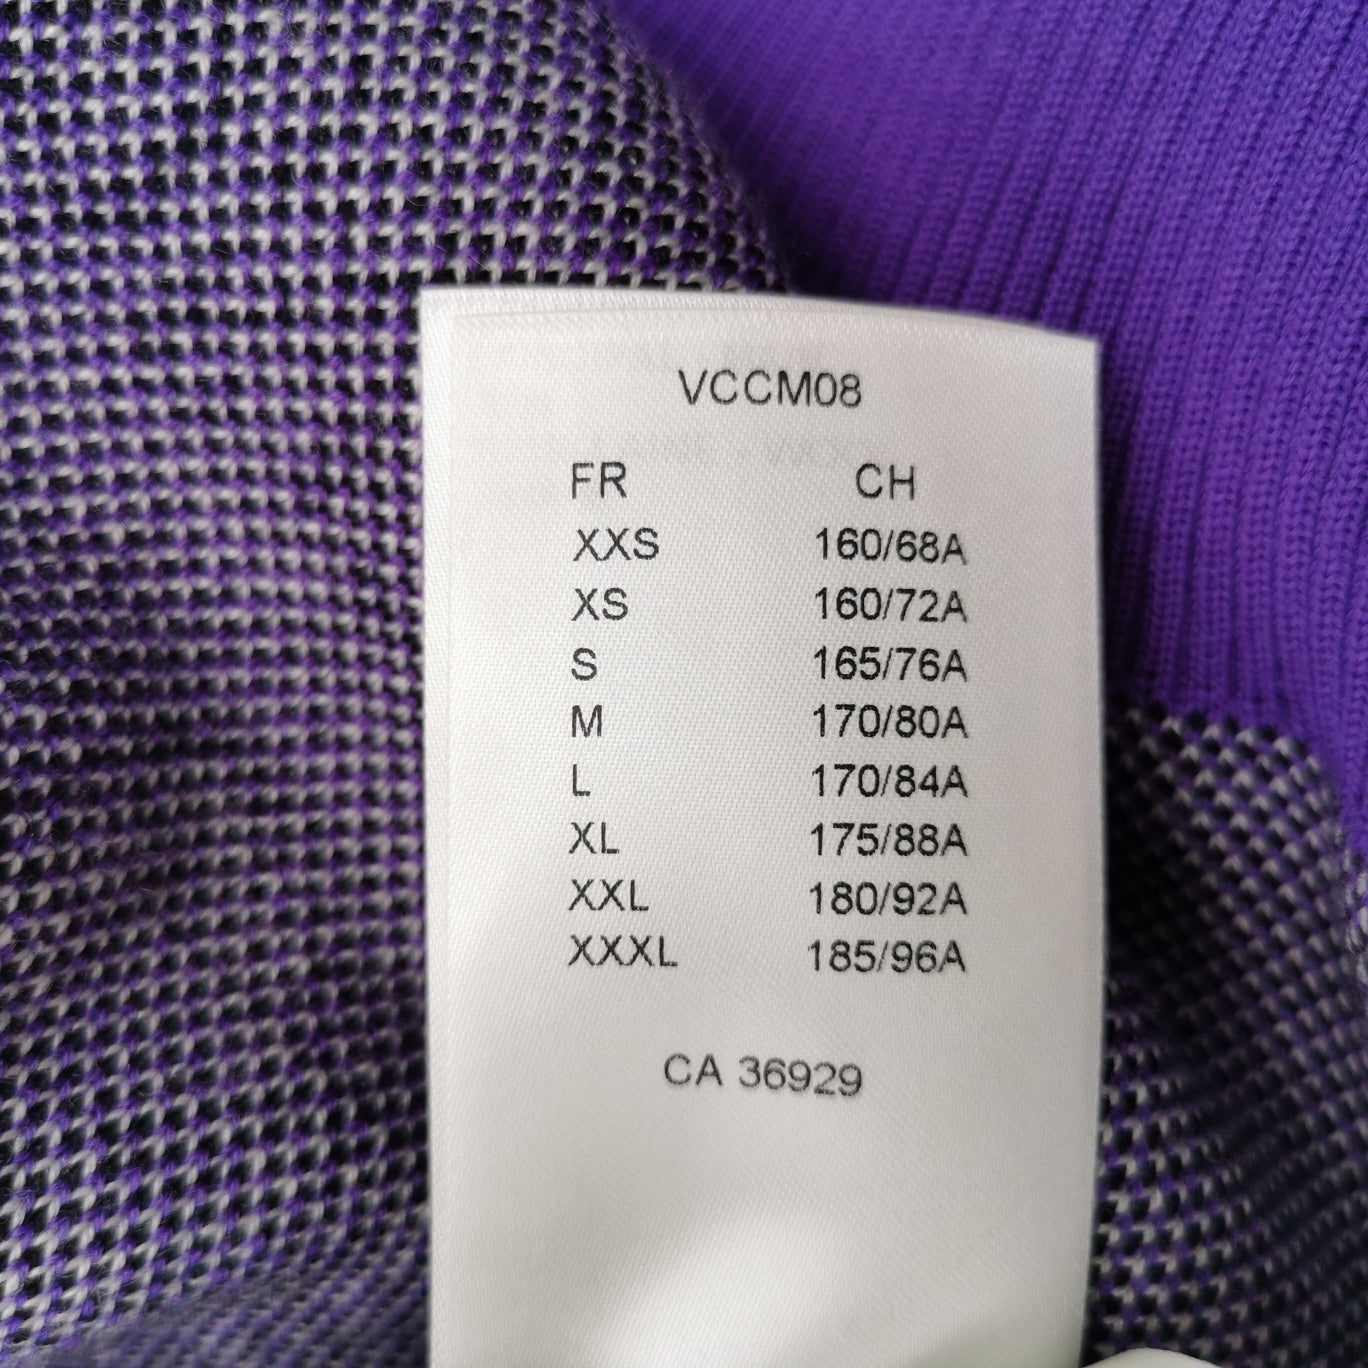 VCCM08
FR CH
XXS 160/68A
XS 160/72A
S 165/76A
M 170/80A
L 170/84A
XL 175/88A
XXL 180/92A
XXXL 185/96A
CA 36929